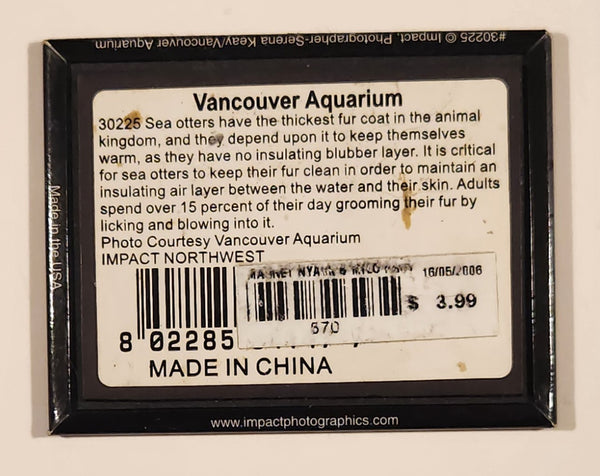 #30225 © Impact, Photographer-Serena Keay/Vancouver Aquarium
Vancouver Aquarium
30225 Sea otters have the thickest fur coat in the animal
kingdom, and they depend upon it to keep themselves
warm, as they have no insulating blubber layer. It is critical
for sea otters to keep their fur clean in order to maintain an
insulating air layer between the water and their skin. Adults
spend over 15 percent of their day grooming their fur by
licking and blowing into it.
Photo Courtesy Vancouver Aquarium
IMPACT NORTHWEST
MAGNET NYANA & MILO 16/05/2006
$ 3.99
670
8 02285
MADE IN CHINA
Made in the USA
www.impactphotographics.com